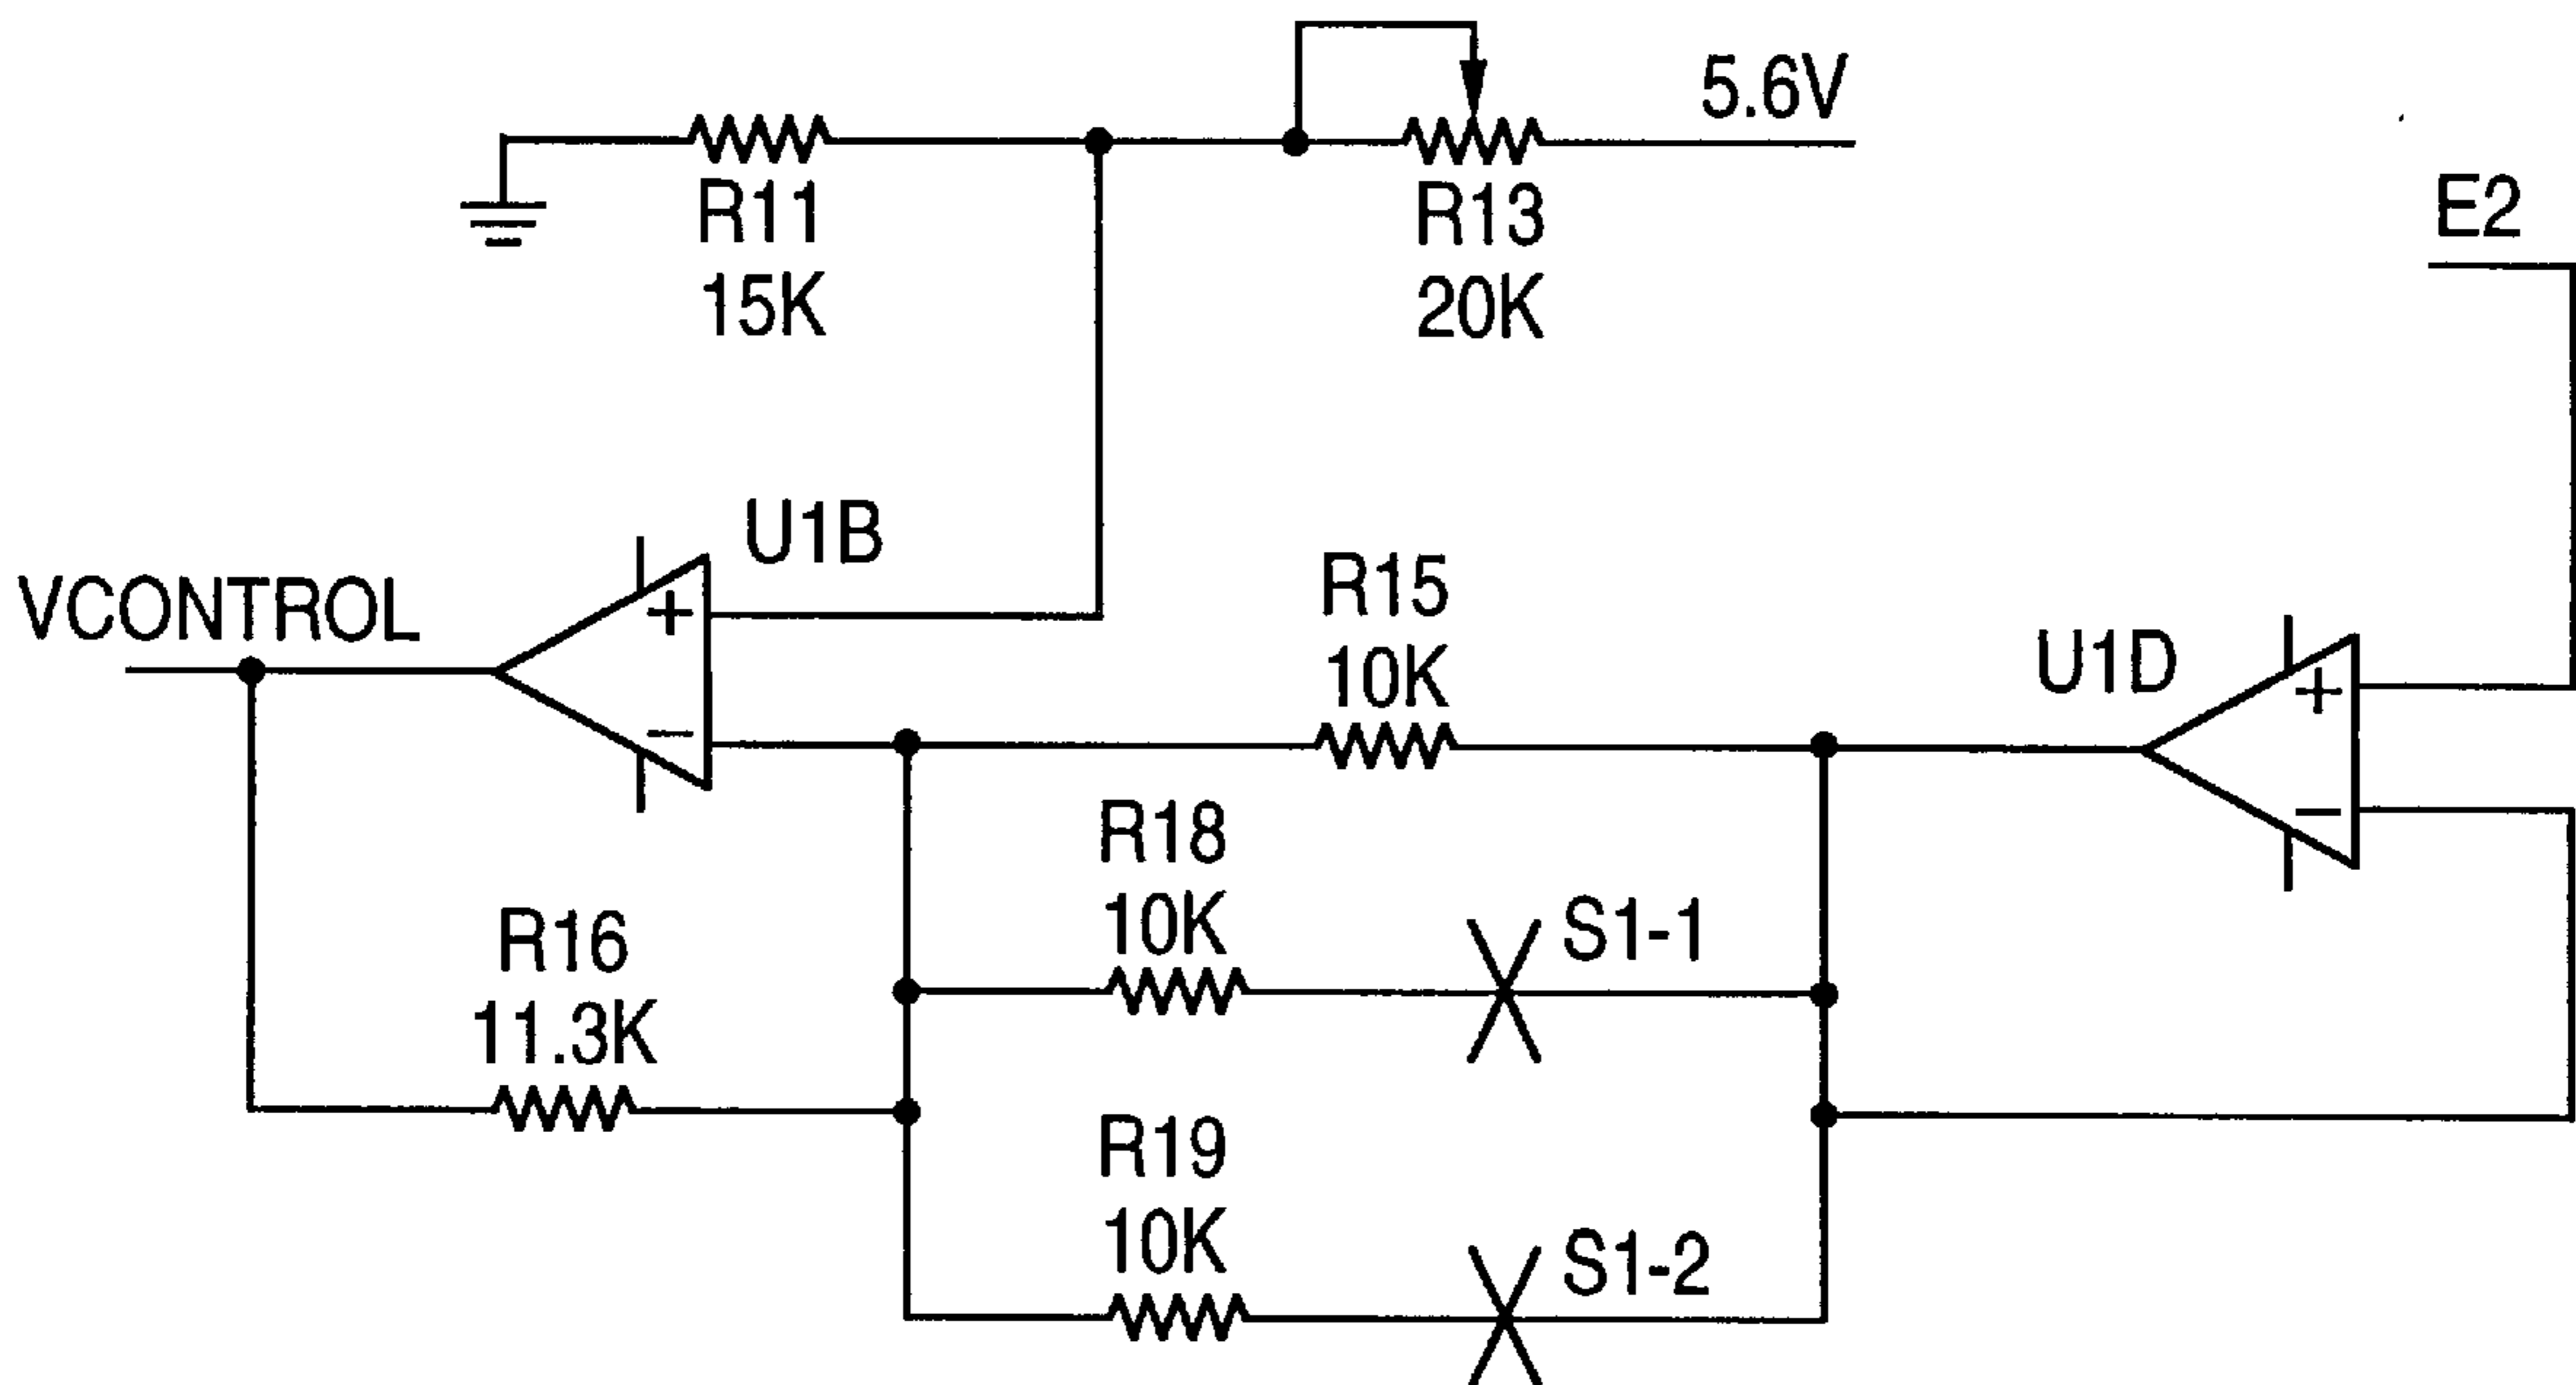 5.6V
R11
15K
R13
20K
E2
U1B
+
−
VCONTROL
R15
10K
U1D
+
−
R18
10K
S1-1
R16
11.3K
R19
10K
S1-2